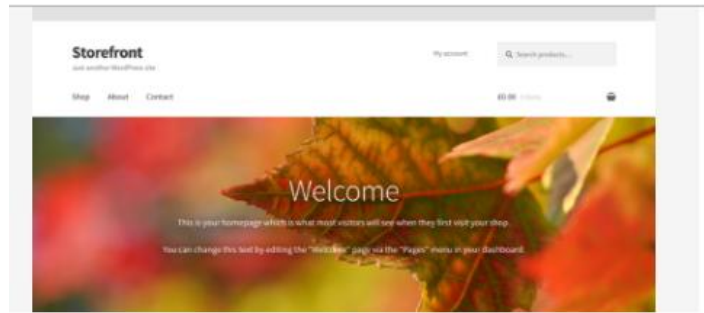 Storefront
Just another WordPress site
My account
Search products...
Shop About Contact
£0.00 0 items
Welcome
This is your homepage which is what most visitors will see when they first visit your shop.
You can change this text by editing the "Welcome" page via the "Pages" menu in your dashboard.